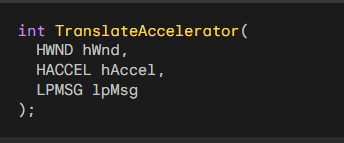 int TranslateAccelerator(
  HWND hWnd,
  HACCEL hAccel,
  LPMSG lpMsg
);